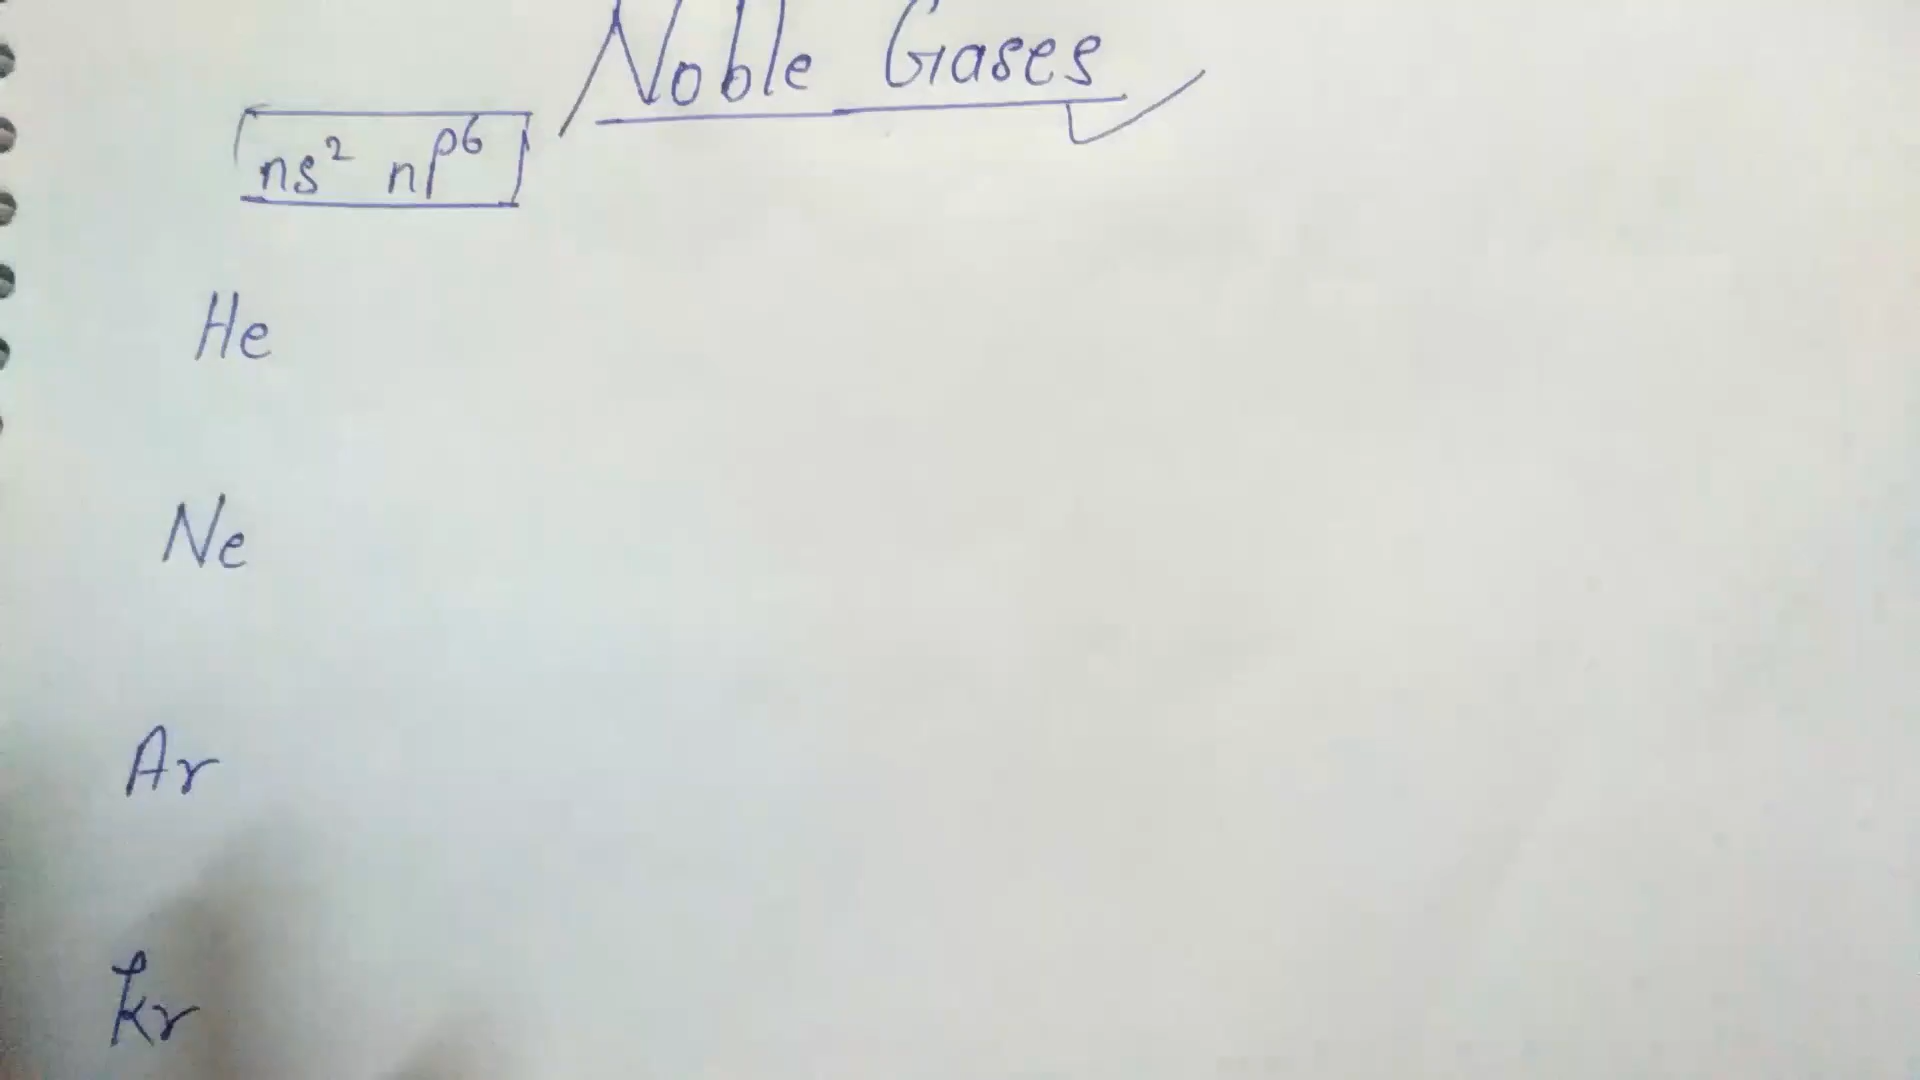 Noble Gases
ns² np⁶
He
Ne
Ar
Kr